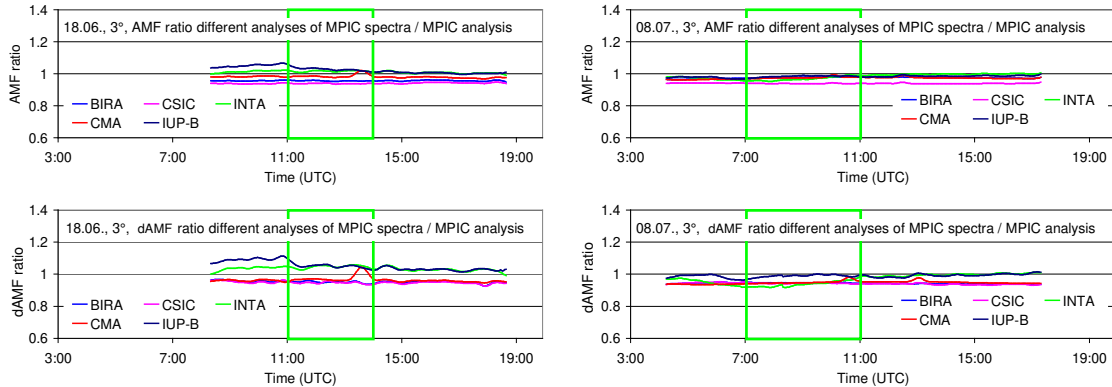 18.06., 3°, AMF ratio different analyses of MPIC spectra / MPIC analysis
AMF ratio
1.4
1.2
1
0.8
0.6
BIRA CSIC INTA
CMA IUP-B
3:00 7:00 11:00 15:00 19:00
Time (UTC)
08.07., 3°, AMF ratio different analyses of MPIC spectra / MPIC analysis
AMF ratio
1.4
1.2
1
0.8
0.6
BIRA CSIC INTA
CMA IUP-B
3:00 7:00 11:00 15:00 19:00
Time (UTC)
18.06., 3°, dAMF ratio different analyses of MPIC spectra / MPIC analysis
dAMF ratio
1.4
1.2
1
0.8
0.6
BIRA CSIC INTA
CMA IUP-B
3:00 7:00 11:00 15:00 19:00
Time (UTC)
08.07., 3°, dAMF ratio different analyses of MPIC spectra / MPIC analysis
dAMF ratio
1.4
1.2
1
0.8
0.6
BIRA CSIC INTA
CMA IUP-B
3:00 7:00 11:00 15:00 19:00
Time (UTC)